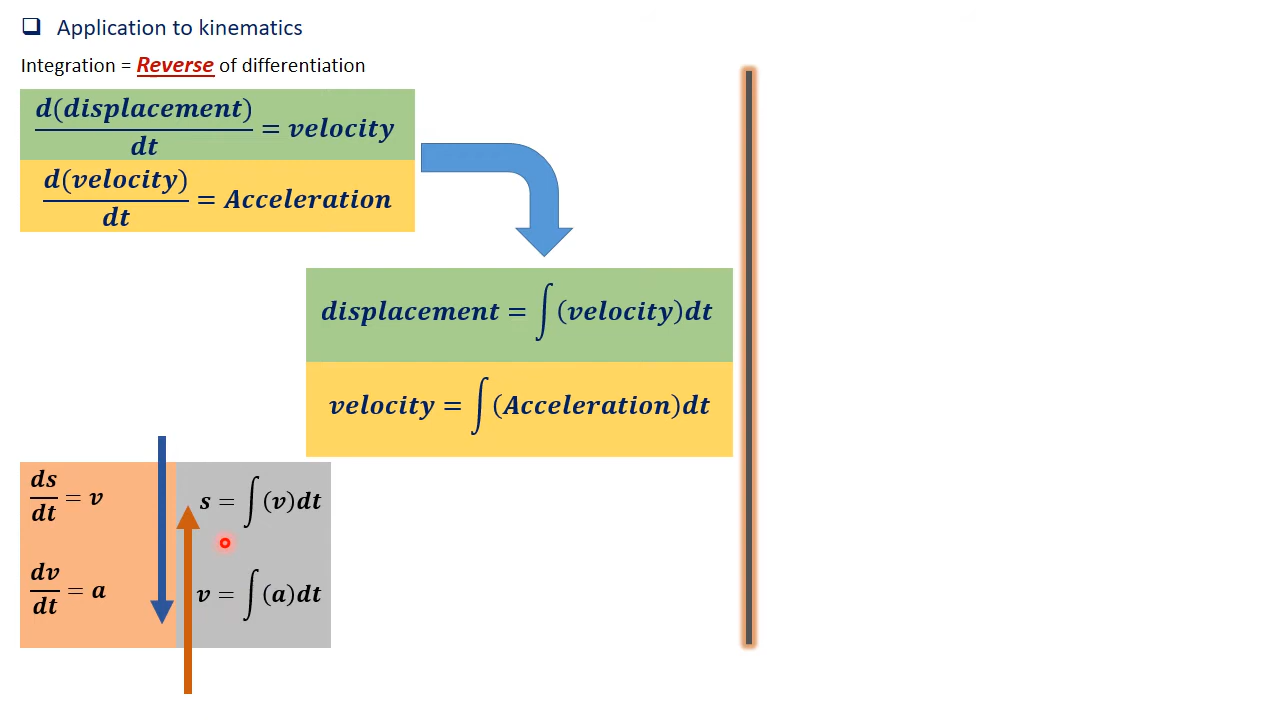 ❑ Application to kinematics
Integration = Reverse of differentiation
d(displacement)/dt = velocity
d(velocity)/dt = Acceleration
displacement = ∫(velocity)dt
velocity = ∫(Acceleration)dt
ds/dt = v
s = ∫(v)dt
dv/dt = a
v = ∫(a)dt